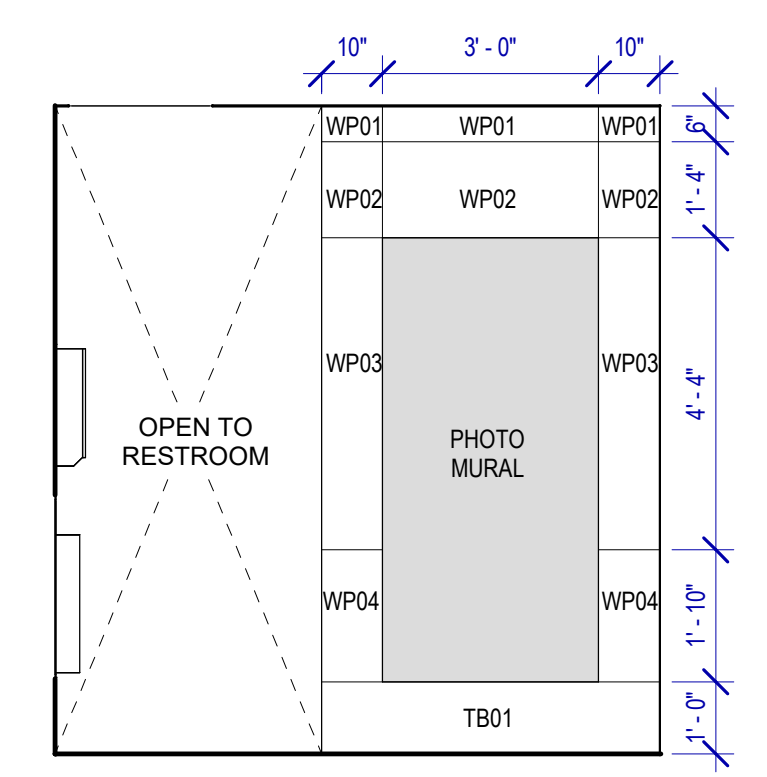 10" 3' - 0" 10"
WP01 WP01 WP01 6"
WP02 WP02 WP02 1' - 4"
WP03 WP03 4' - 4"
OPEN TO
RESTROOM
PHOTO
MURAL
WP04 WP04 1' - 10"
TB01 1' - 0"